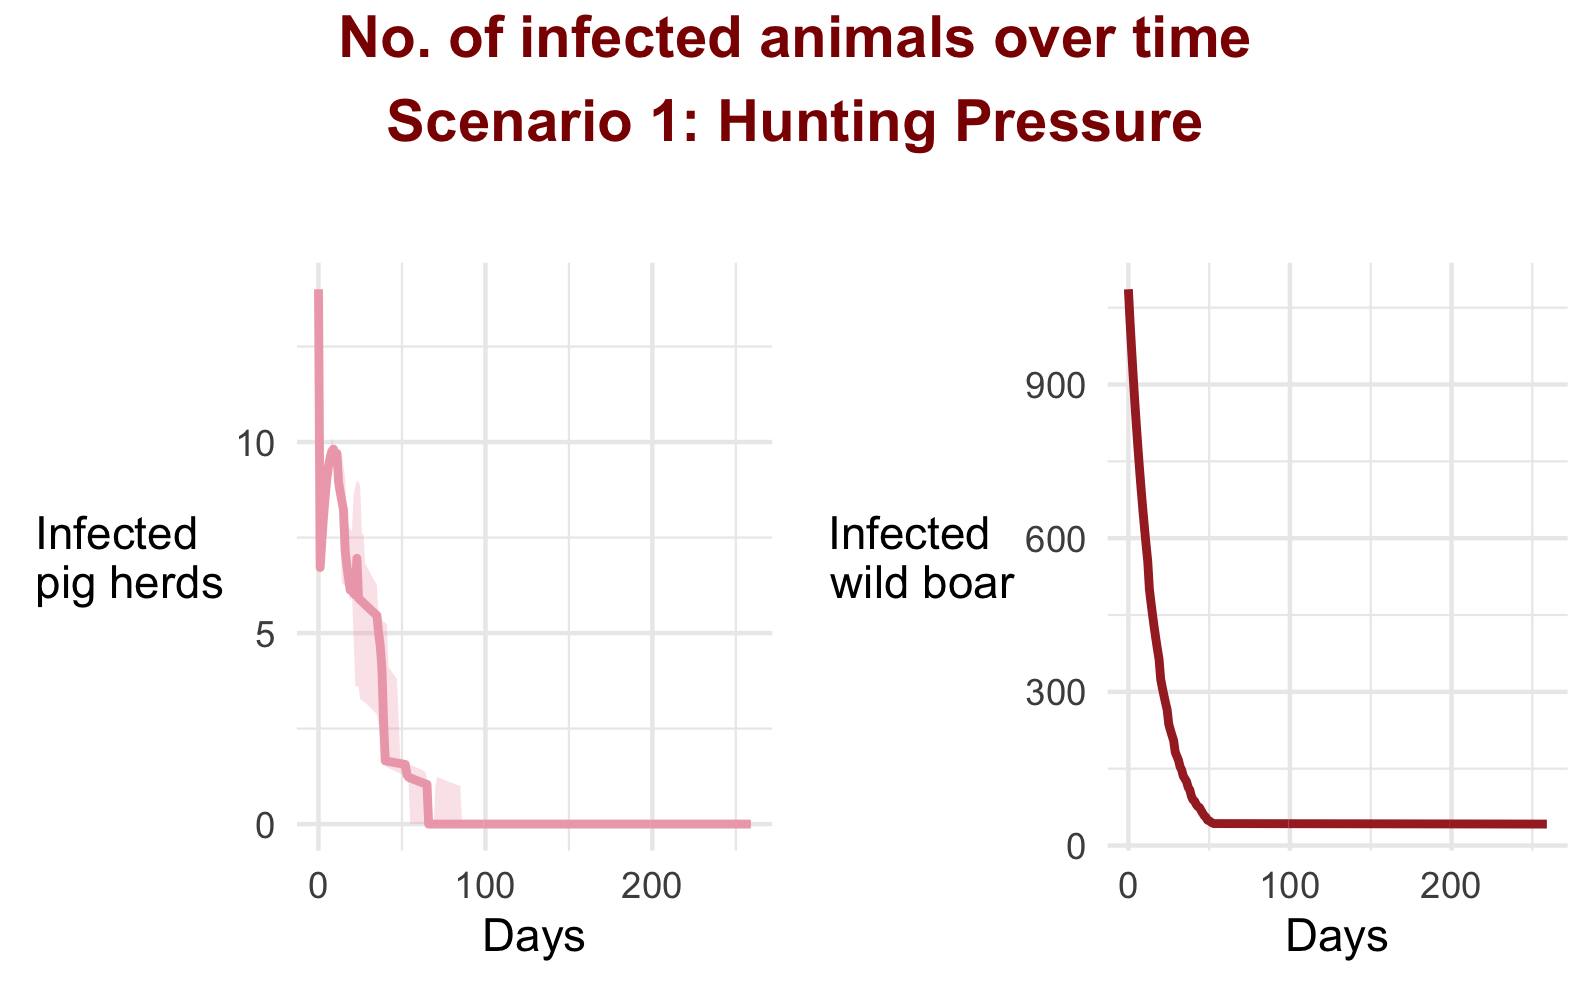 No. of infected animals over time
Scenario 1: Hunting Pressure
10
5
0
Infected
pig herds
0 100 200
Days
900
600
300
0
Infected
wild boar
0 100 200
Days